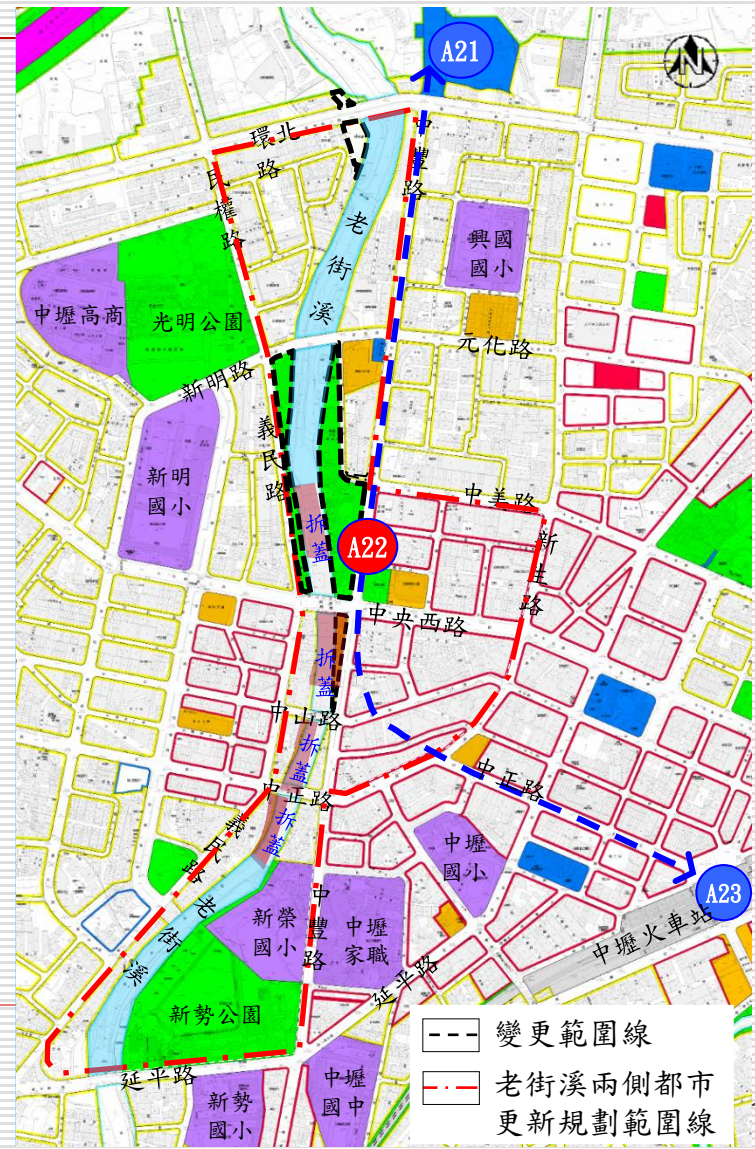 A21
N
環北路
中豐路
民權路
老街溪
興國
國小
中壢高商
光明公園
元化路
新明路
義民路
新明
國小
中美路
拆蓋
A22
新生路
中央西路
拆蓋
中山路
拆蓋
中正路
中正路
拆蓋
義民路
中壢
國小
A23
老街溪
新榮
國小
中豐路
中壢
家職
中壢火車站
延平路
新勢公園
延平路
新勢
國小
中壢
國中
變更範圍線
老街溪兩側都市
更新規劃範圍線